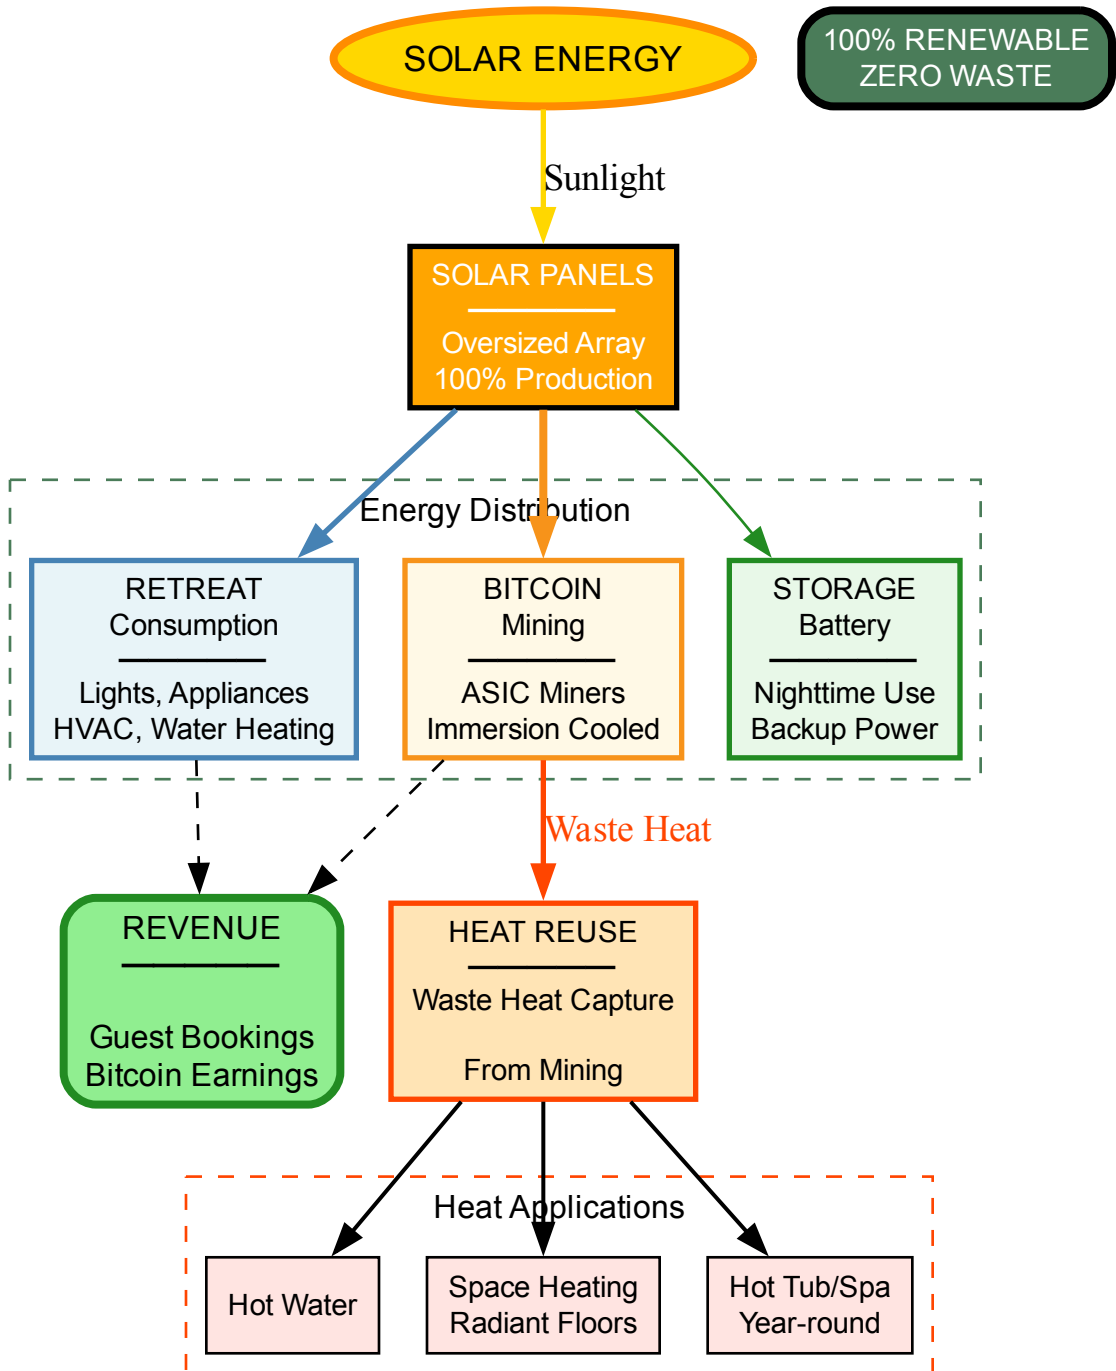 SOLAR ENERGY
100% RENEWABLE
ZERO WASTE
Sunlight
SOLAR PANELS
Oversized Array
100% Production
Energy Distribution
RETREAT
Consumption
Lights, Appliances
HVAC, Water Heating
BITCOIN
Mining
ASIC Miners
Immersion Cooled
STORAGE
Battery
Nighttime Use
Backup Power
Waste Heat
REVENUE
Guest Bookings
Bitcoin Earnings
HEAT REUSE
Waste Heat Capture
From Mining
Heat Applications
Hot Water
Space Heating
Radiant Floors
Hot Tub/Spa
Year-round